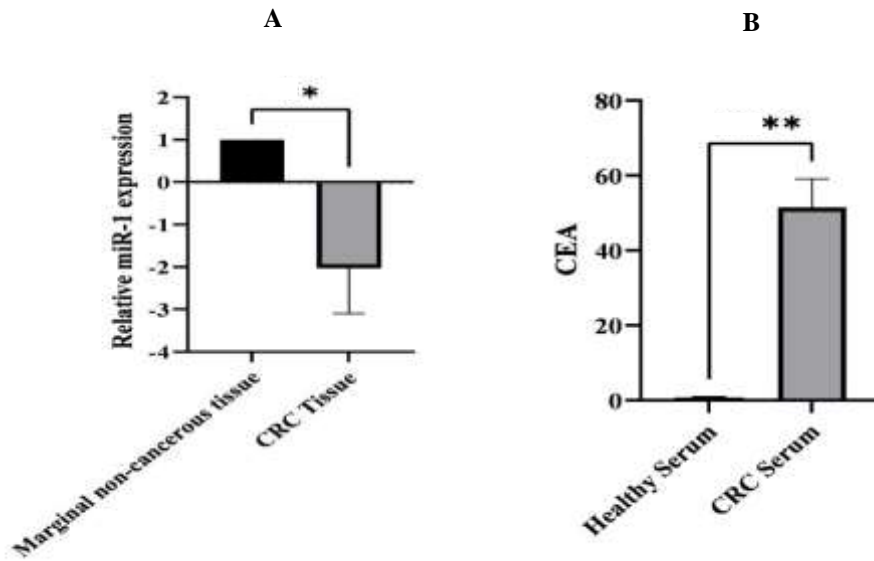 A
Relative miR-1 expression
2
1
0
-1
-2
-3
-4
*
Marginal non-cancerous tissue
CRC Tissue
B
CEA
80
60
40
20
0
**
Healthy Serum
CRC Serum